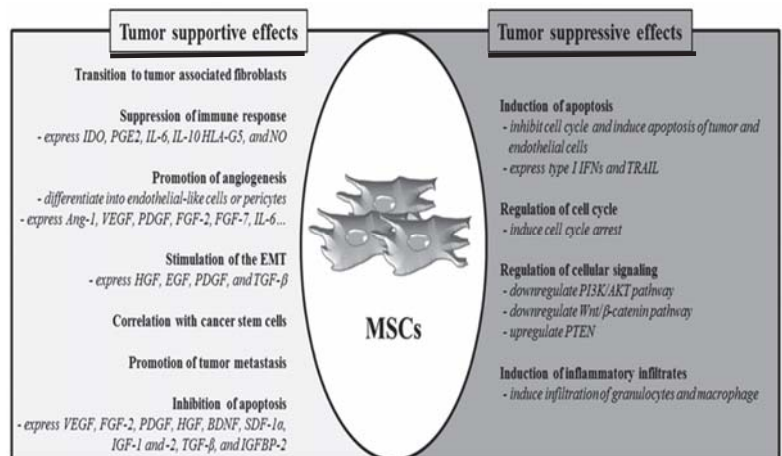 Tumor supportive effects
Transition to tumor associated fibroblasts
Suppression of immune response
- express IDO, PGE2, IL-6, IL-10 HLA-G5, and NO
Promotion of angiogenesis
- differentiate into endothelial-like cells or pericytes
- express Ang-1, VEGF, PDGF, FGF-2, FGF-7, IL-6...
Stimulation of the EMT
- express HGF, EGF, PDGF, and TGF-β
Correlation with cancer stem cells
Promotion of tumor metastasis
Inhibition of apoptosis
- express VEGF, FGF-2, PDGF, HGF, BDNF, SDF-1α,
IGF-1 and -2, TGF-β, and IGFBP-2
MSCs
Tumor suppressive effects
Induction of apoptosis
- inhibit cell cycle and induce apoptosis of tumor and
endothelial cells
- express type I IFNs and TRAIL
Regulation of cell cycle
- induce cell cycle arrest
Regulation of cellular signaling
- downregulate PI3K/AKT pathway
- downregulate Wnt/β-catenin pathway
- upregulate PTEN
Induction of inflammatory infiltrates
- induce infiltration of granulocytes and macrophage